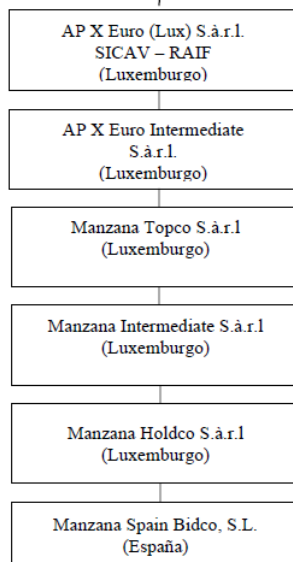 AP X Euro (Lux) S.à.r.l.
SICAV – RAIF
(Luxemburgo)
AP X Euro Intermediate
S.à.r.l.
(Luxemburgo)
Manzana Topco S.à.r.l
(Luxemburgo)
Manzana Intermediate S.à.r.l
(Luxemburgo)
Manzana Holdco S.à.r.l
(Luxemburgo)
Manzana Spain Bidco, S.L.
(España)